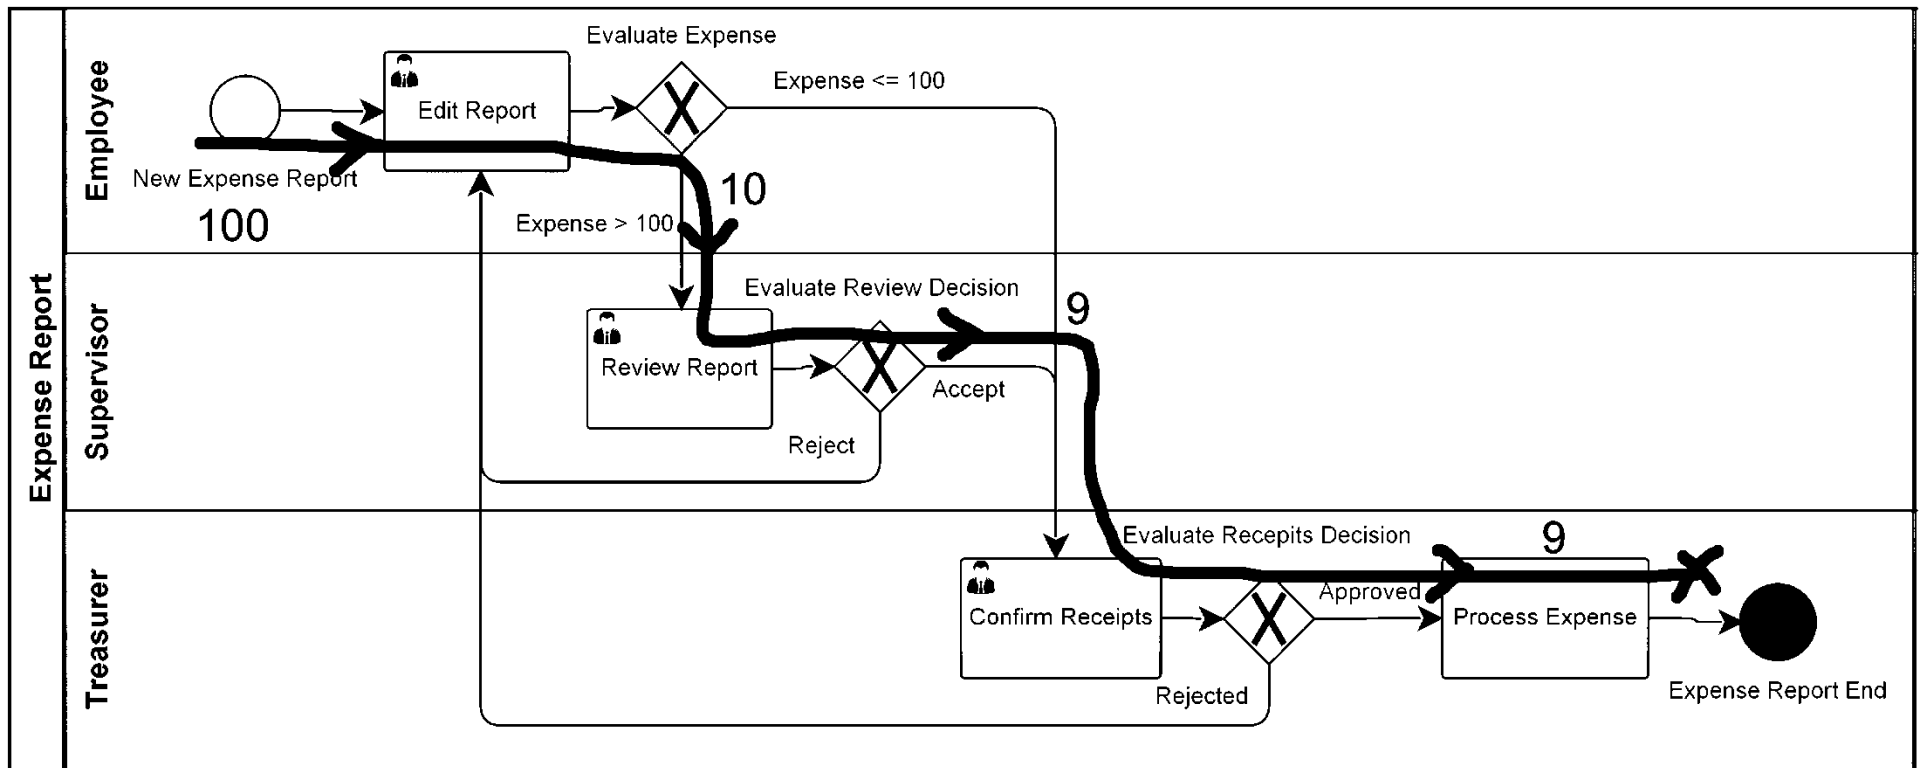 Expense Report
Employee
Evaluate Expense
Expense <= 100
Edit Report
New Expense Report
100
10
Expense > 100
Supervisor
Evaluate Review Decision
9
Review Report
Accept
Reject
Treasurer
Evaluate Recepits Decision
9
Approved
Confirm Receipts
Process Expense
Rejected
Expense Report End